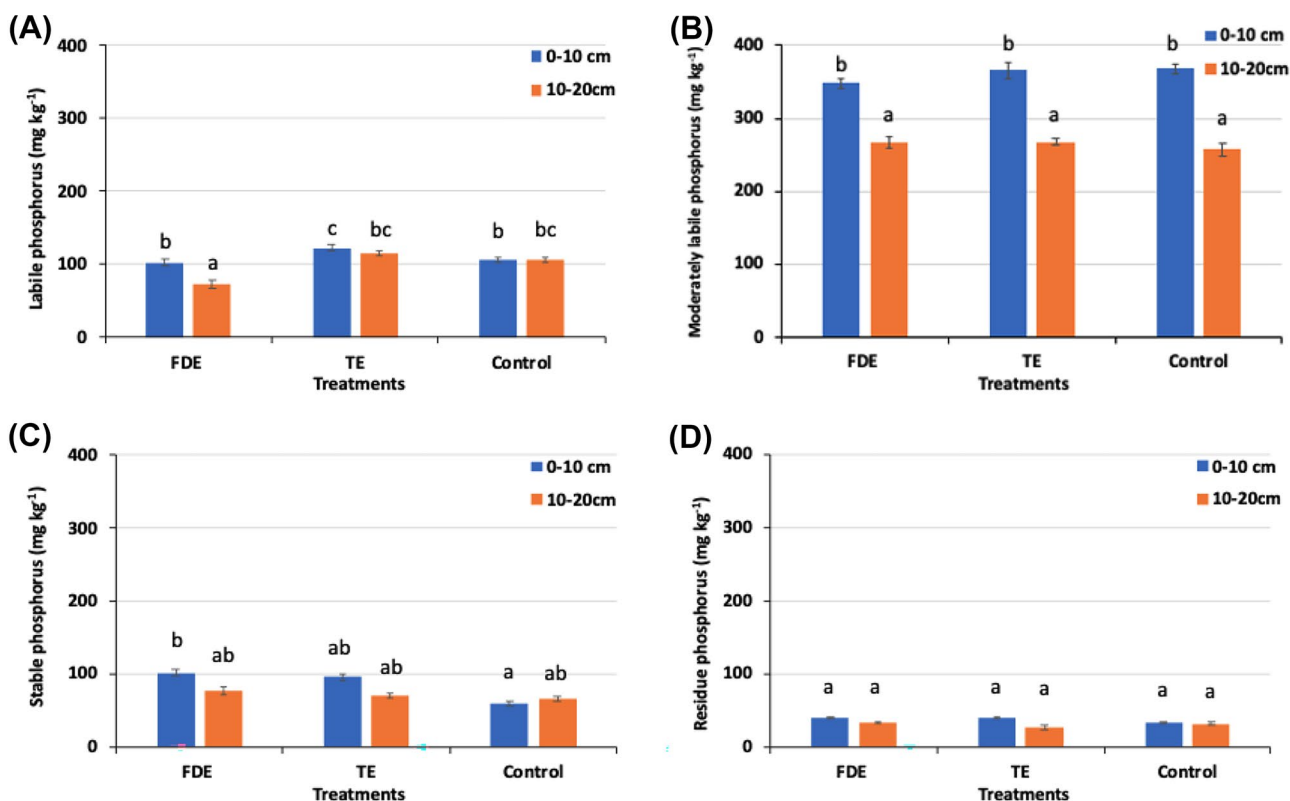 (A)
Labile phosphorus (mg kg-1)
400
300
200
100
0
0-10 cm
10-20cm
b
a
c
bc
b
bc
FDE
TE
Control
Treatments
(B)
Moderately labile phosphorus (mg kg-1)
400
300
200
100
0
0-10 cm
10-20cm
b
a
b
a
b
a
FDE
TE
Control
Treatments
(C)
Stable phosphorus (mg kg-1)
400
300
200
100
0
0-10 cm
10-20cm
b
ab
ab
ab
a
ab
FDE
TE
Control
Treatments
(D)
Residue phosphorus (mg kg-1)
400
300
200
100
0
0-10 cm
10-20cm
a
a
a
a
a
a
FDE
TE
Control
Treatments